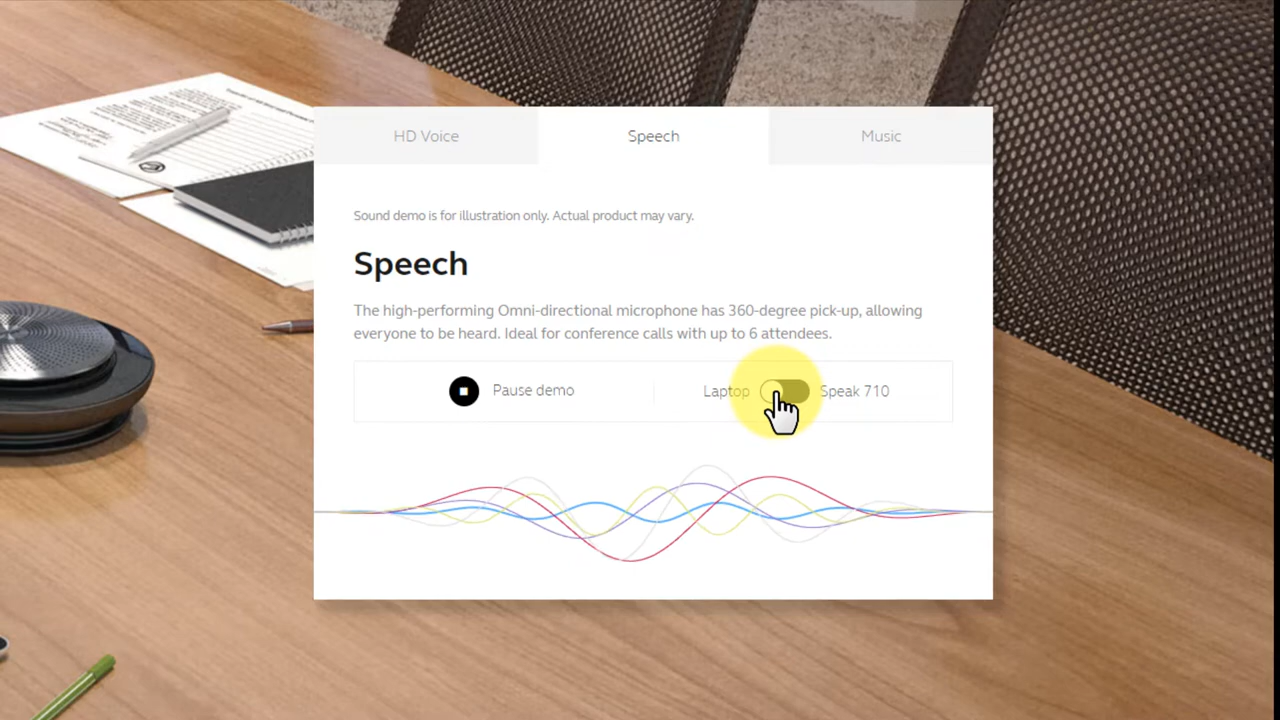 HD Voice
Speech
Music
Sound demo is for illustration only. Actual product may vary.
Speech
The high-performing Omni-directional microphone has 360-degree pick-up, allowing
everyone to be heard. Ideal for conference calls with up to 6 attendees.
Pause demo
Laptop
Speak 710